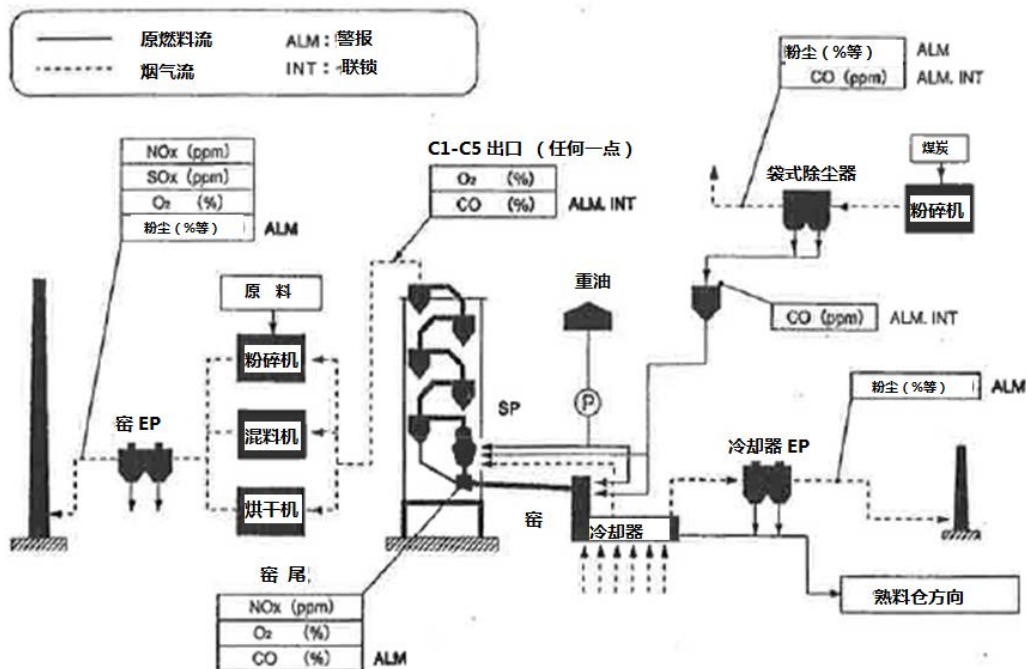 原燃料流 ALM：警报
烟气流 INT：联锁
粉尘（%等） ALM
CO (ppm) ALM. INT
NOx (ppm)
SOx (ppm)
O₂ (%)
粉尘（%等） ALM
C1-C5 出口 （任何一点）
O₂ (%)
CO (%) ALM. INT
煤炭
袋式除尘器
粉碎机
原 料
粉碎机
混料机
烘干机
窑 EP
重油
P
SP
CO (ppm) ALM. INT
粉尘（%等） ALM
冷却器 EP
窑
冷却器
窑 尾
NOx (ppm)
O₂ (%)
CO (%) ALM
熟料仓方向